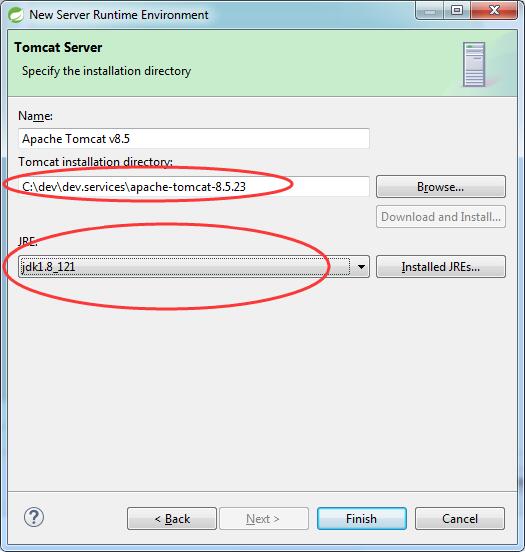 New Server Runtime Environment
Tomcat Server
Specify the installation directory
Name:
Apache Tomcat v8.5
Tomcat installation directory:
C:\dev\dev.services\apache-tomcat-8.5.23
Browse...
Download and Install...
JRE:
jdk1.8_121
Installed JREs...
?
< Back
Next >
Finish
Cancel